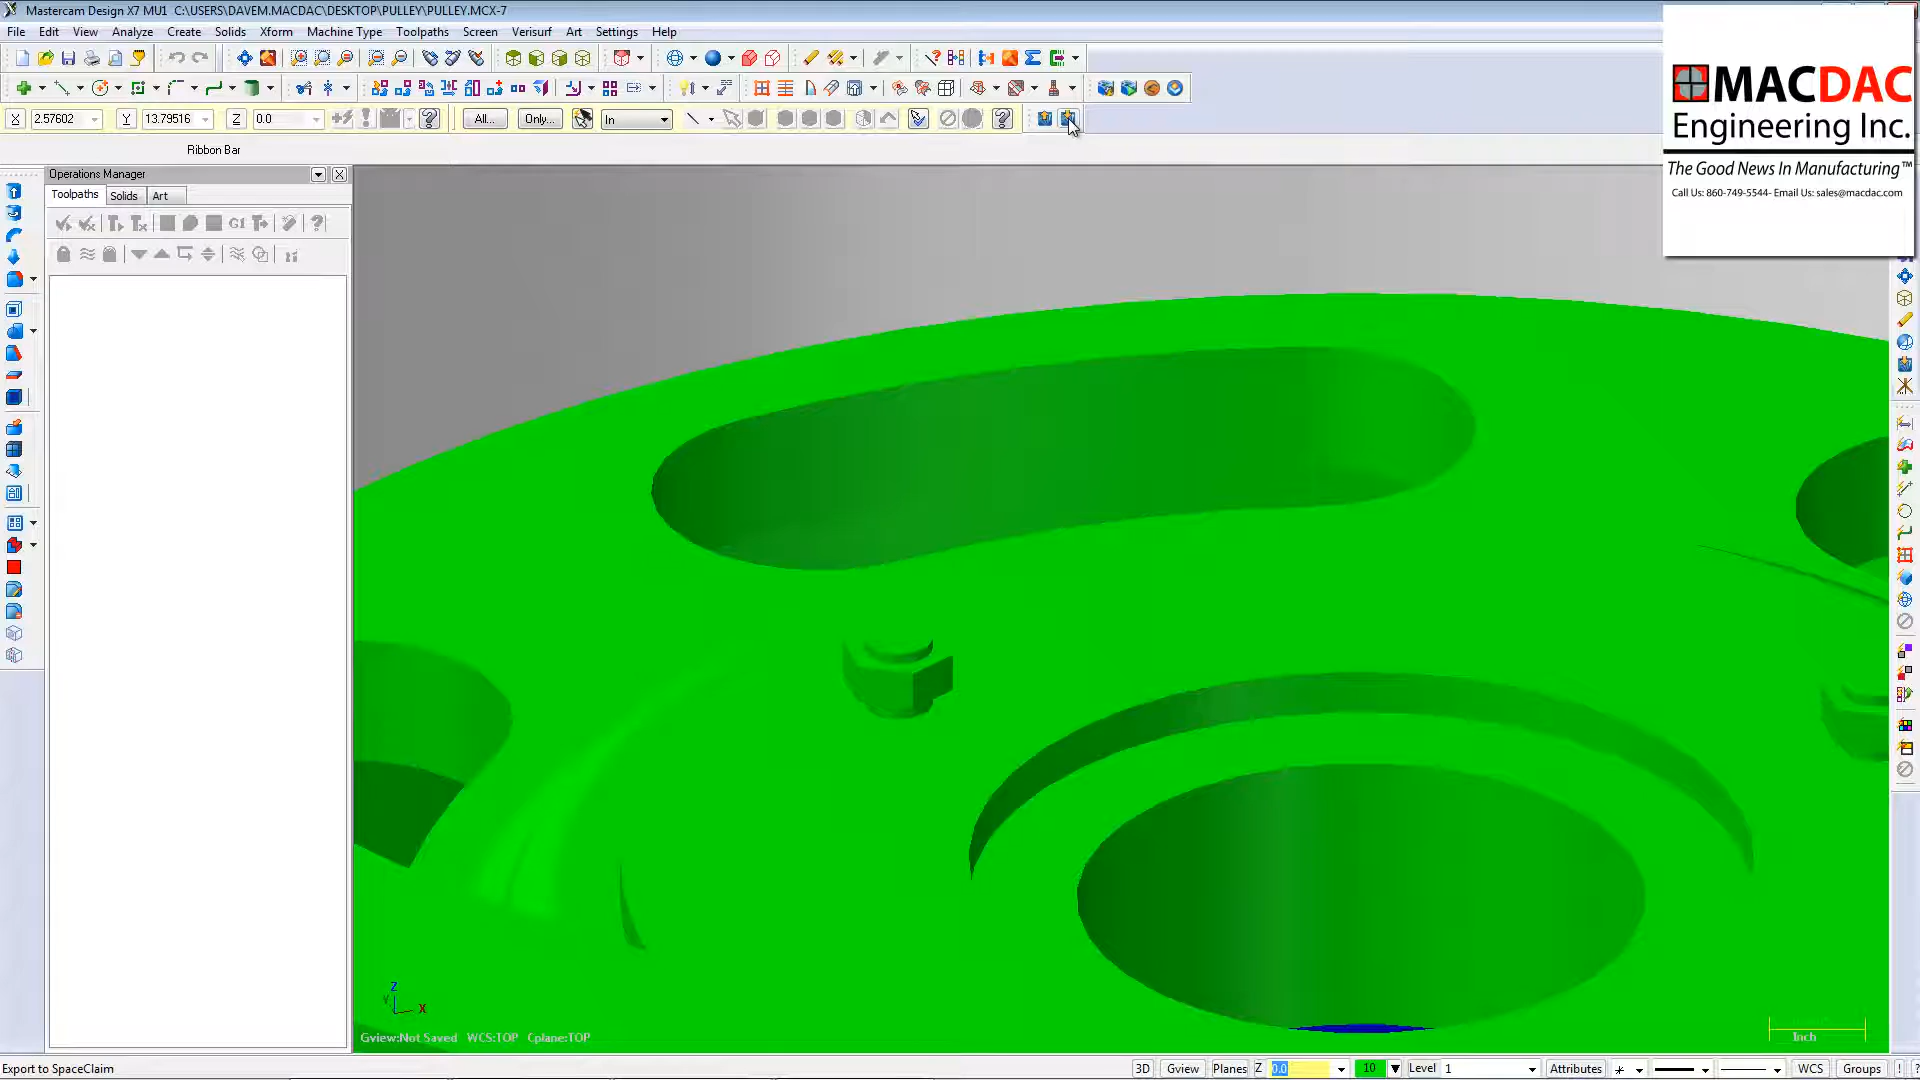 Mastercam Design X7 MU1 C:\USERS\DAVEM.MACDAC\DESKTOP\PULLEY\PULLEY.MCX-7
File Edit View Analyze Create Solids Xform Machine Type Toolpaths Screen Verisurf Art Settings Help
X 2.57602 Y 13.79516 Z 0.0 All... Only... In
Ribbon Bar
Operations Manager
Toolpaths Solids Art
G1
MACDAC
Engineering Inc.
The Good News In Manufacturing™
Call Us: 860-749-5544- Email Us: sales@macdac.com
Z
Y
X
Gview:Not Saved WCS:TOP Cplane:TOP
Inch
Export to SpaceClaim
3D Gview Planes Z 0.0 10 Level 1 Attributes WCS Groups ! ?